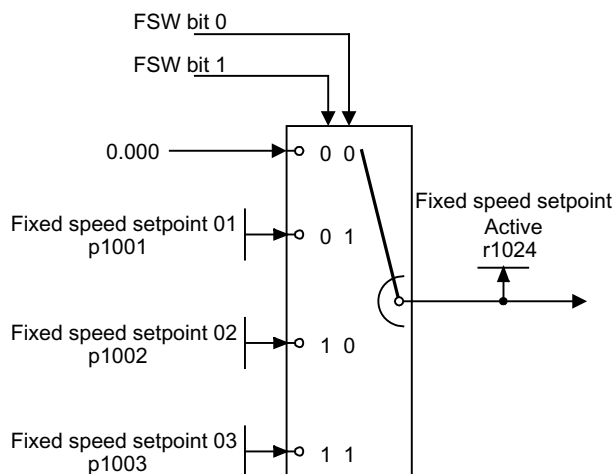 FSW bit 0
FSW bit 1
0.000
0 0
Fixed speed setpoint 01
p1001
0 1
Fixed speed setpoint
Active
r1024
Fixed speed setpoint 02
p1002
1 0
Fixed speed setpoint 03
p1003
1 1